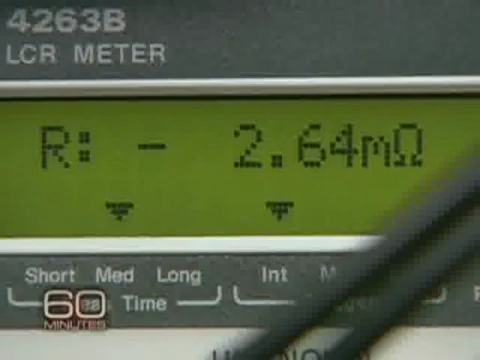 4263B
LCR METER
R: - 2.64mΩ
Short Med Long Int
Time
60
MINUTES